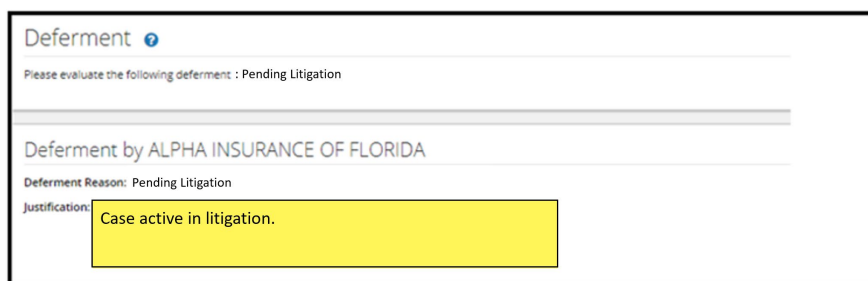 Deferment ?
Please evaluate the following deferment : Pending Litigation
Deferment by ALPHA INSURANCE OF FLORIDA
Deferment Reason: Pending Litigation
Justification: Case active in litigation.